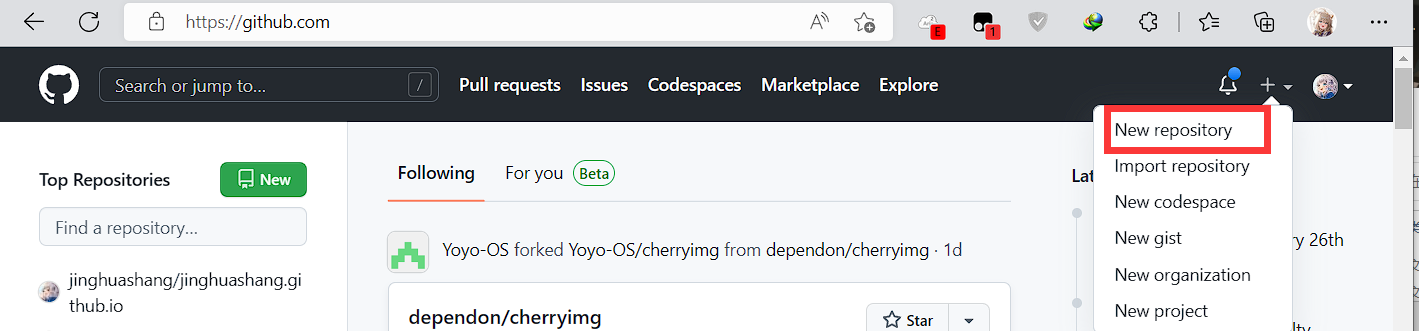 https://github.com
A))
E
1
Search or jump to...
/
Pull requests
Issues
Codespaces
Marketplace
Explore
New repository
Import repository
New codespace
New gist
New organization
New project
Top Repositories
New
Find a repository...
jinghuashang/jinghuashang.gi
thub.io
Following
For you
Beta
Yoyo-OS forked Yoyo-OS/cherryimg from dependon/cherryimg · 1d
dependon/cherryimg
Star
Lat
ry 26th